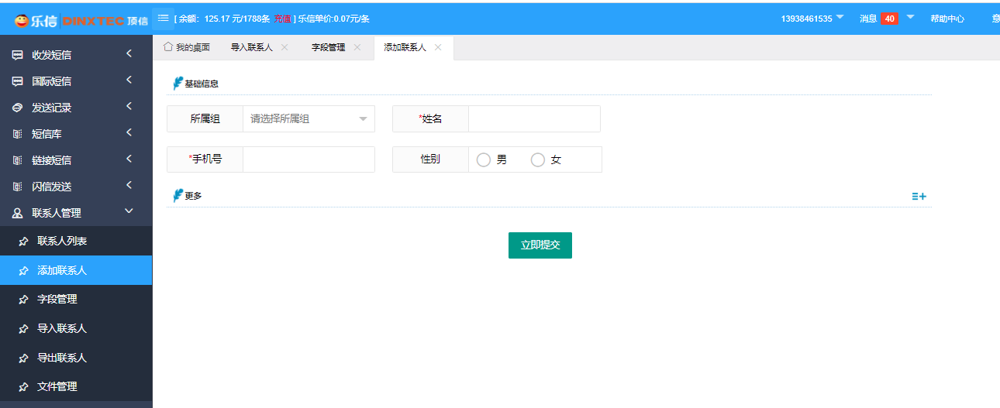 乐信 DINXTEC 顶信 [ 余额：125.17 元/1788条 充值 ] 乐信单价:0.07元/条 13938461535 消息 40 帮助中心 意
我的桌面 导入联系人 字段管理 添加联系人
收发短信
国际短信
发送记录
短信库
链接短信
闪信发送
联系人管理
联系人列表
添加联系人
字段管理
导入联系人
导出联系人
文件管理
基础信息
所属组 请选择所属组 *姓名
*手机号 性别 男 女
更多
立即提交